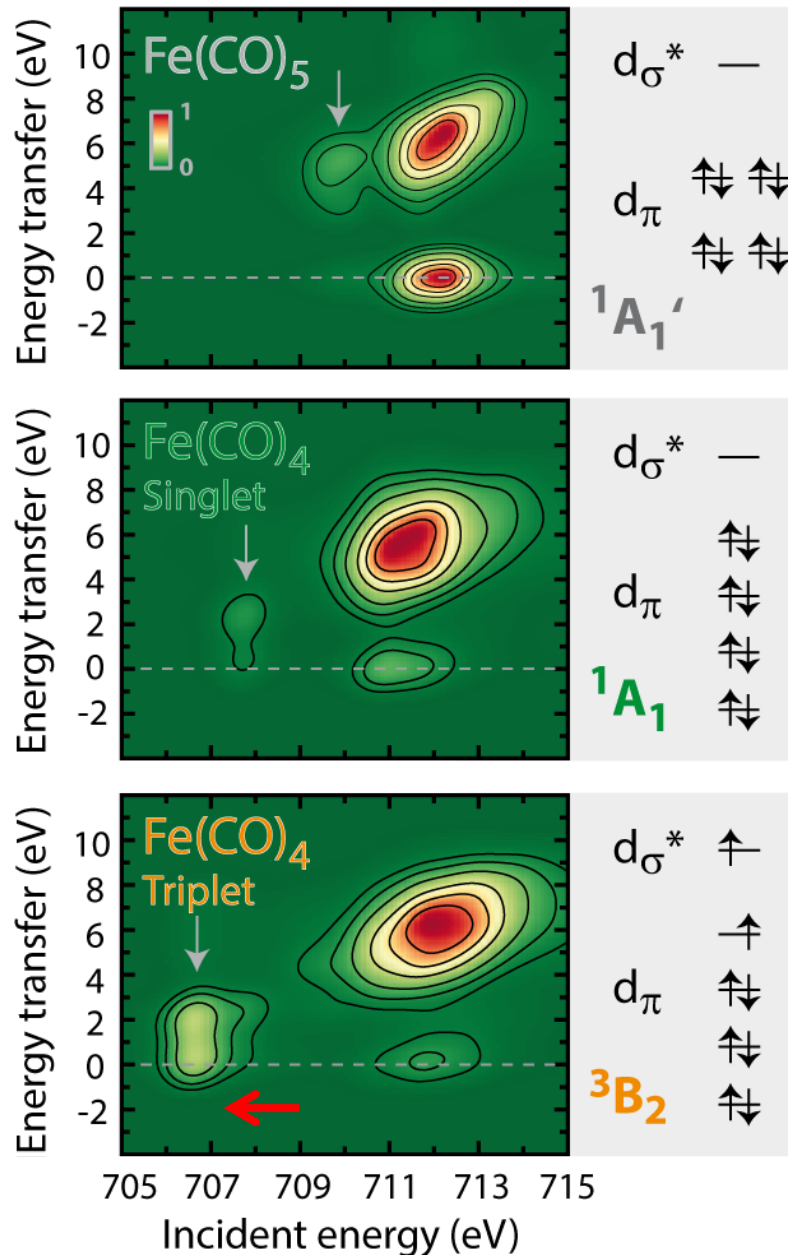 Energy transfer (eV)
10
8
6
4
2
0
-2
Fe(CO)5
1
0
dσ*
dπ
1A1‘
Energy transfer (eV)
10
8
6
4
2
0
-2
Fe(CO)4
Singlet
dσ*
dπ
1A1
Energy transfer (eV)
10
8
6
4
2
0
-2
Fe(CO)4
Triplet
dσ*
dπ
3B2
705 707 709 711 713 715
Incident energy (eV)